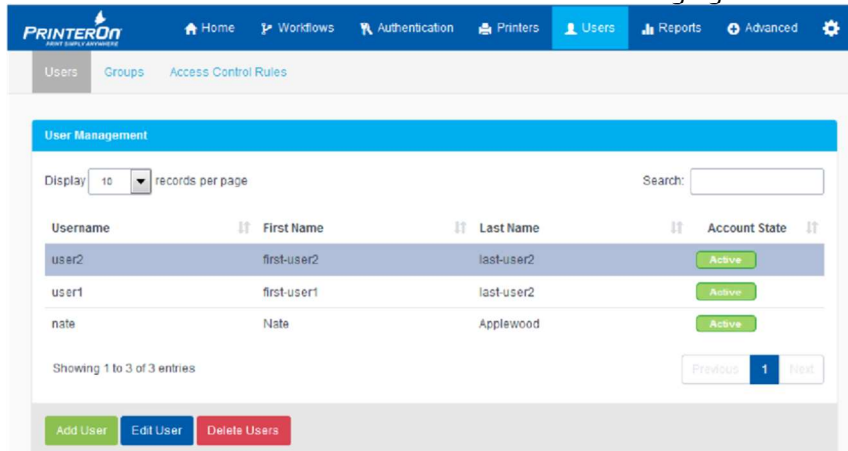 PRINTERON
PRINT SIMPLY ANYWHERE
Home Workflows Authentication Printers Users Reports Advanced
Users Groups Access Control Rules
User Management
Display 10 records per page Search:
Username First Name Last Name Account State
user2 first-user2 last-user2 Active
user1 first-user1 last-user2 Active
nate Nate Applewood Active
Showing 1 to 3 of 3 entries Previous 1 Next
Add User Edit User Delete Users